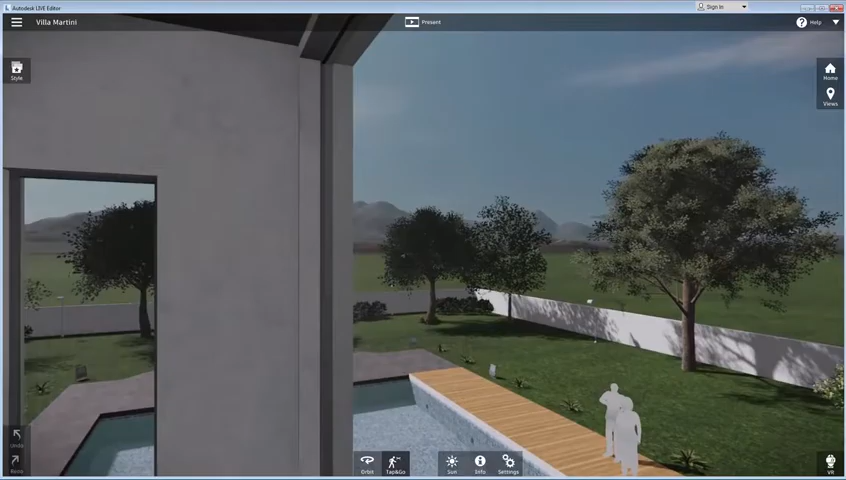 Autodesk LIVE Editor
Sign In
Villa Martini
Present
Help
Style
Home
Views
Undo
Redo
Orbit
Tap&Go
Sun
Info
Settings
VR